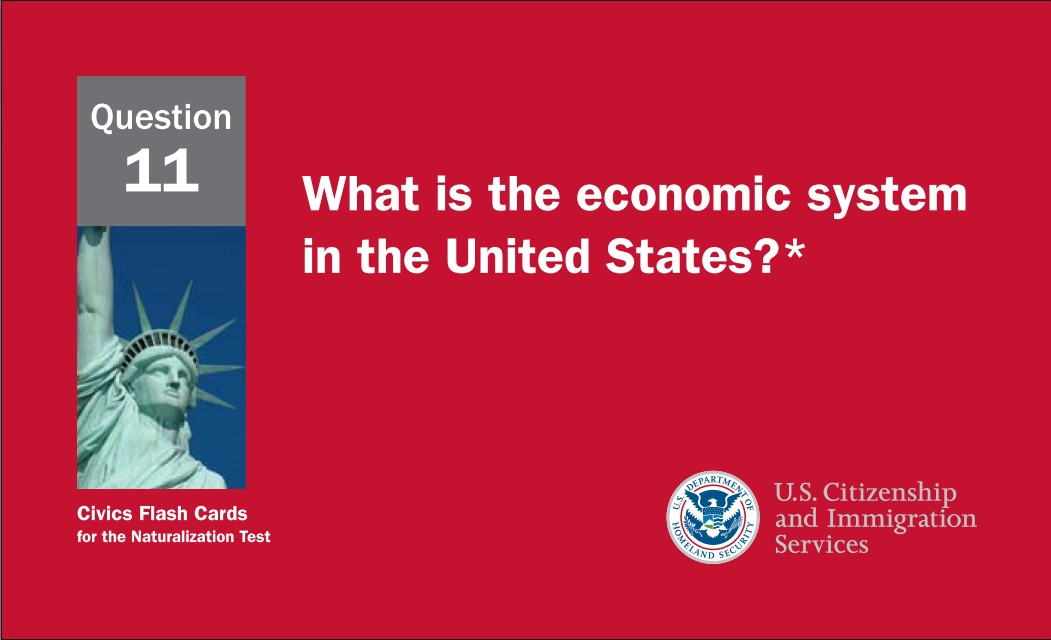 Question
11
What is the economic system
in the United States?*
Civics Flash Cards
for the Naturalization Test
U.S. DEPARTMENT OF
HOMELAND SECURITY
U.S. Citizenship
and Immigration
Services